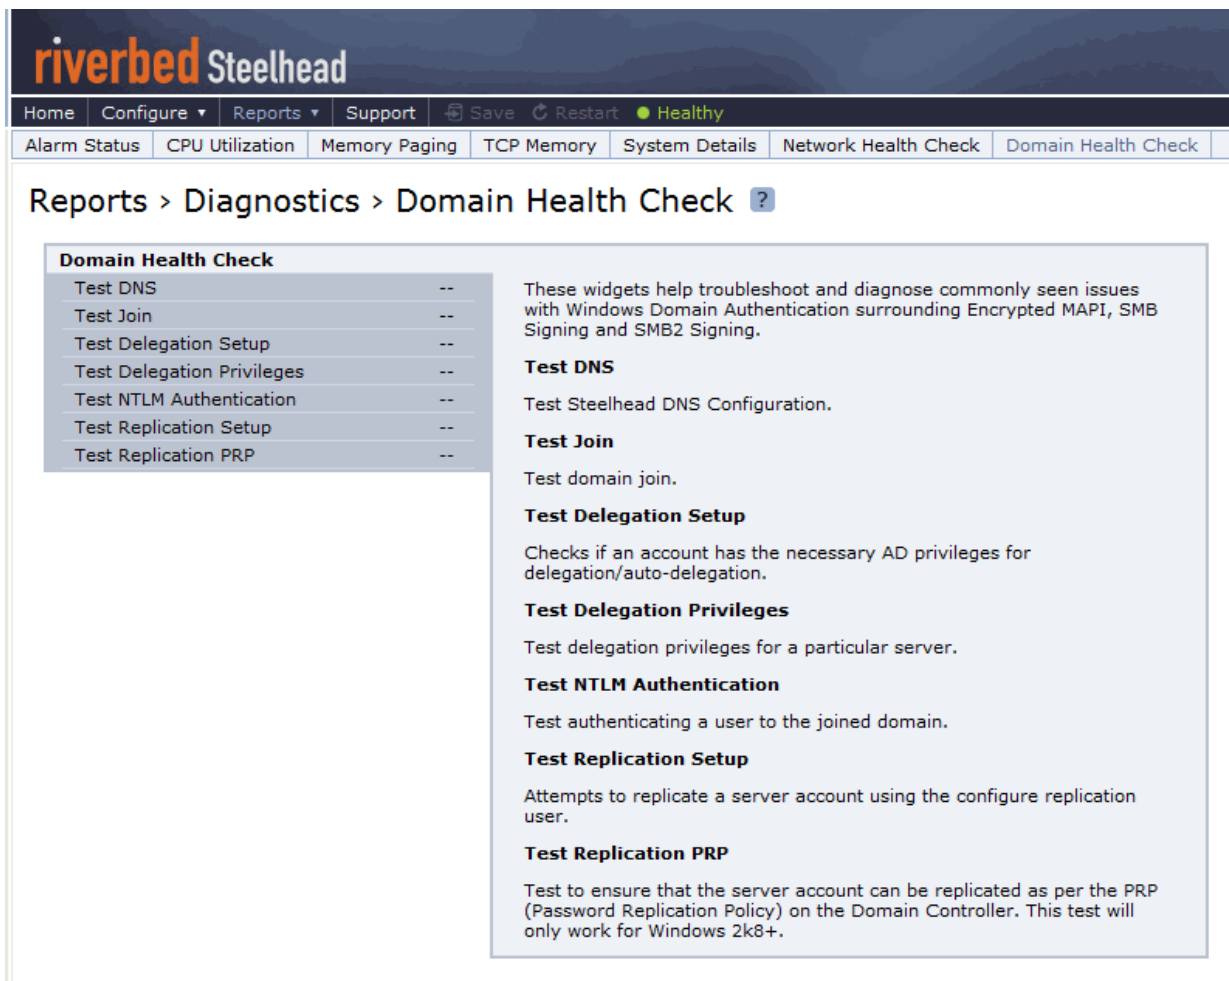 riverbed Steelhead
Home Configure ▾ Reports ▾ Support Save Restart Healthy
Alarm Status CPU Utilization Memory Paging TCP Memory System Details Network Health Check Domain Health Check
Reports › Diagnostics › Domain Health Check ?
Domain Health Check
Test DNS --
Test Join --
Test Delegation Setup --
Test Delegation Privileges --
Test NTLM Authentication --
Test Replication Setup --
Test Replication PRP --
These widgets help troubleshoot and diagnose commonly seen issues
with Windows Domain Authentication surrounding Encrypted MAPI, SMB
Signing and SMB2 Signing.
Test DNS
Test Steelhead DNS Configuration.
Test Join
Test domain join.
Test Delegation Setup
Checks if an account has the necessary AD privileges for
delegation/auto-delegation.
Test Delegation Privileges
Test delegation privileges for a particular server.
Test NTLM Authentication
Test authenticating a user to the joined domain.
Test Replication Setup
Attempts to replicate a server account using the configure replication
user.
Test Replication PRP
Test to ensure that the server account can be replicated as per the PRP
(Password Replication Policy) on the Domain Controller. This test will
only work for Windows 2k8+.